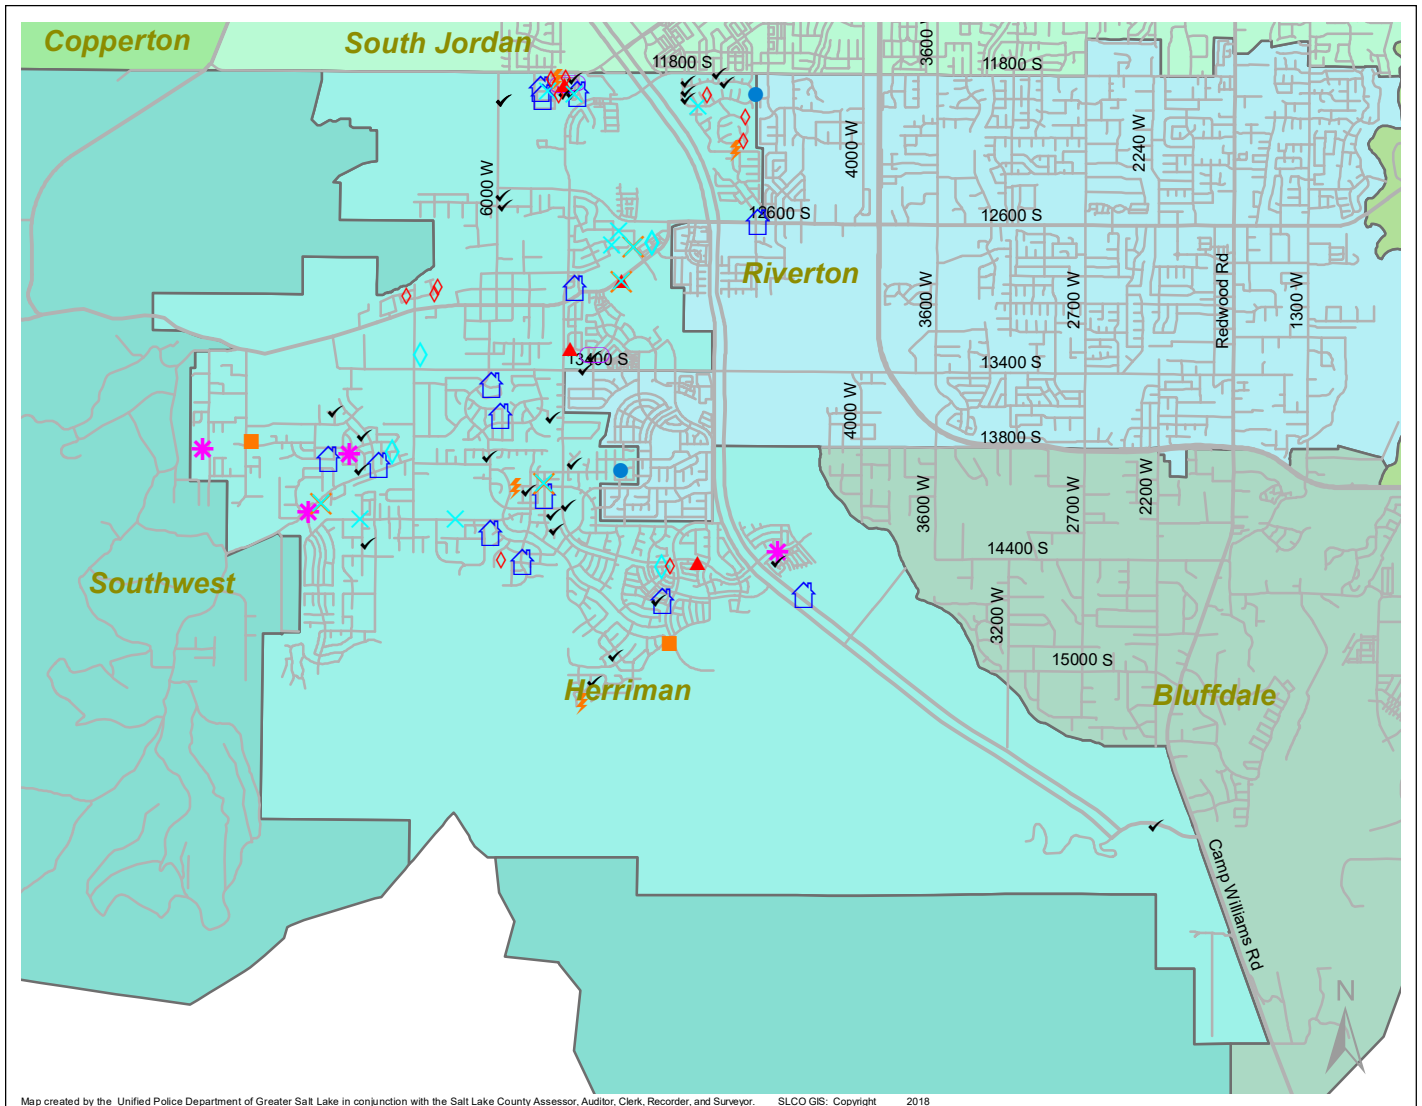 Copperton
South Jordan
11800 S
3600
11800 S
4000 W
2240 W
6000 W
12600 S
12600 S
Riverton
3600 W
2700 W
Redwood Rd
1300 W
13400 S
13400 S
4000 W
13800 S
3600 W
2700 W
2200 W
14400 S
Southwest
3200 W
15000 S
Herriman
Bluffdale
Camp Williams Rd
N
Map created by the Unified Police Department of Greater Salt Lake in conjunction with the Salt Lake County Assessor, Auditor, Clerk, Recorder, and Surveyor. SLCO GIS: Copyright 2018